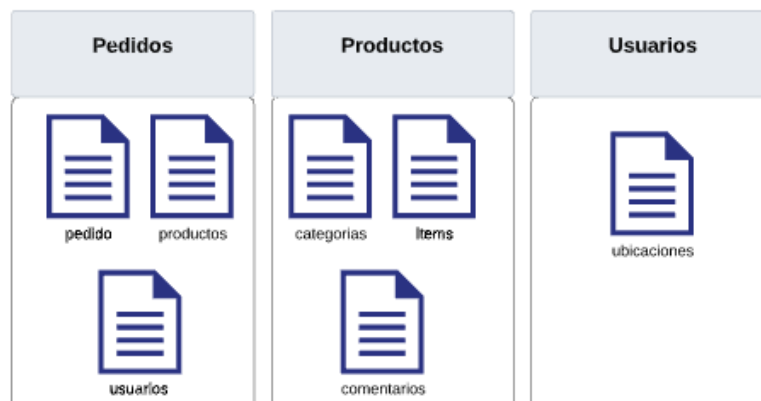 Pedidos
Productos
Usuarios
pedido
productos
categorias
Items
ubicaciones
usuarios
comentarios